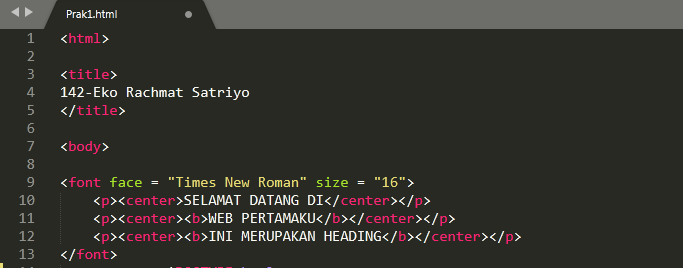 Prak1.html
1 <html>
2
3 <title>
4 142-Eko Rachmat Satriyo
5 </title>
6
7 <body>
8
9 <font face = "Times New Roman" size = "16">
10 <p><center>SELAMAT DATANG DI</center></p>
11 <p><center><b>WEB PERTAMAKU</b></center></p>
12 <p><center><b>INI MERUPAKAN HEADING</b></center></p>
13 </font>